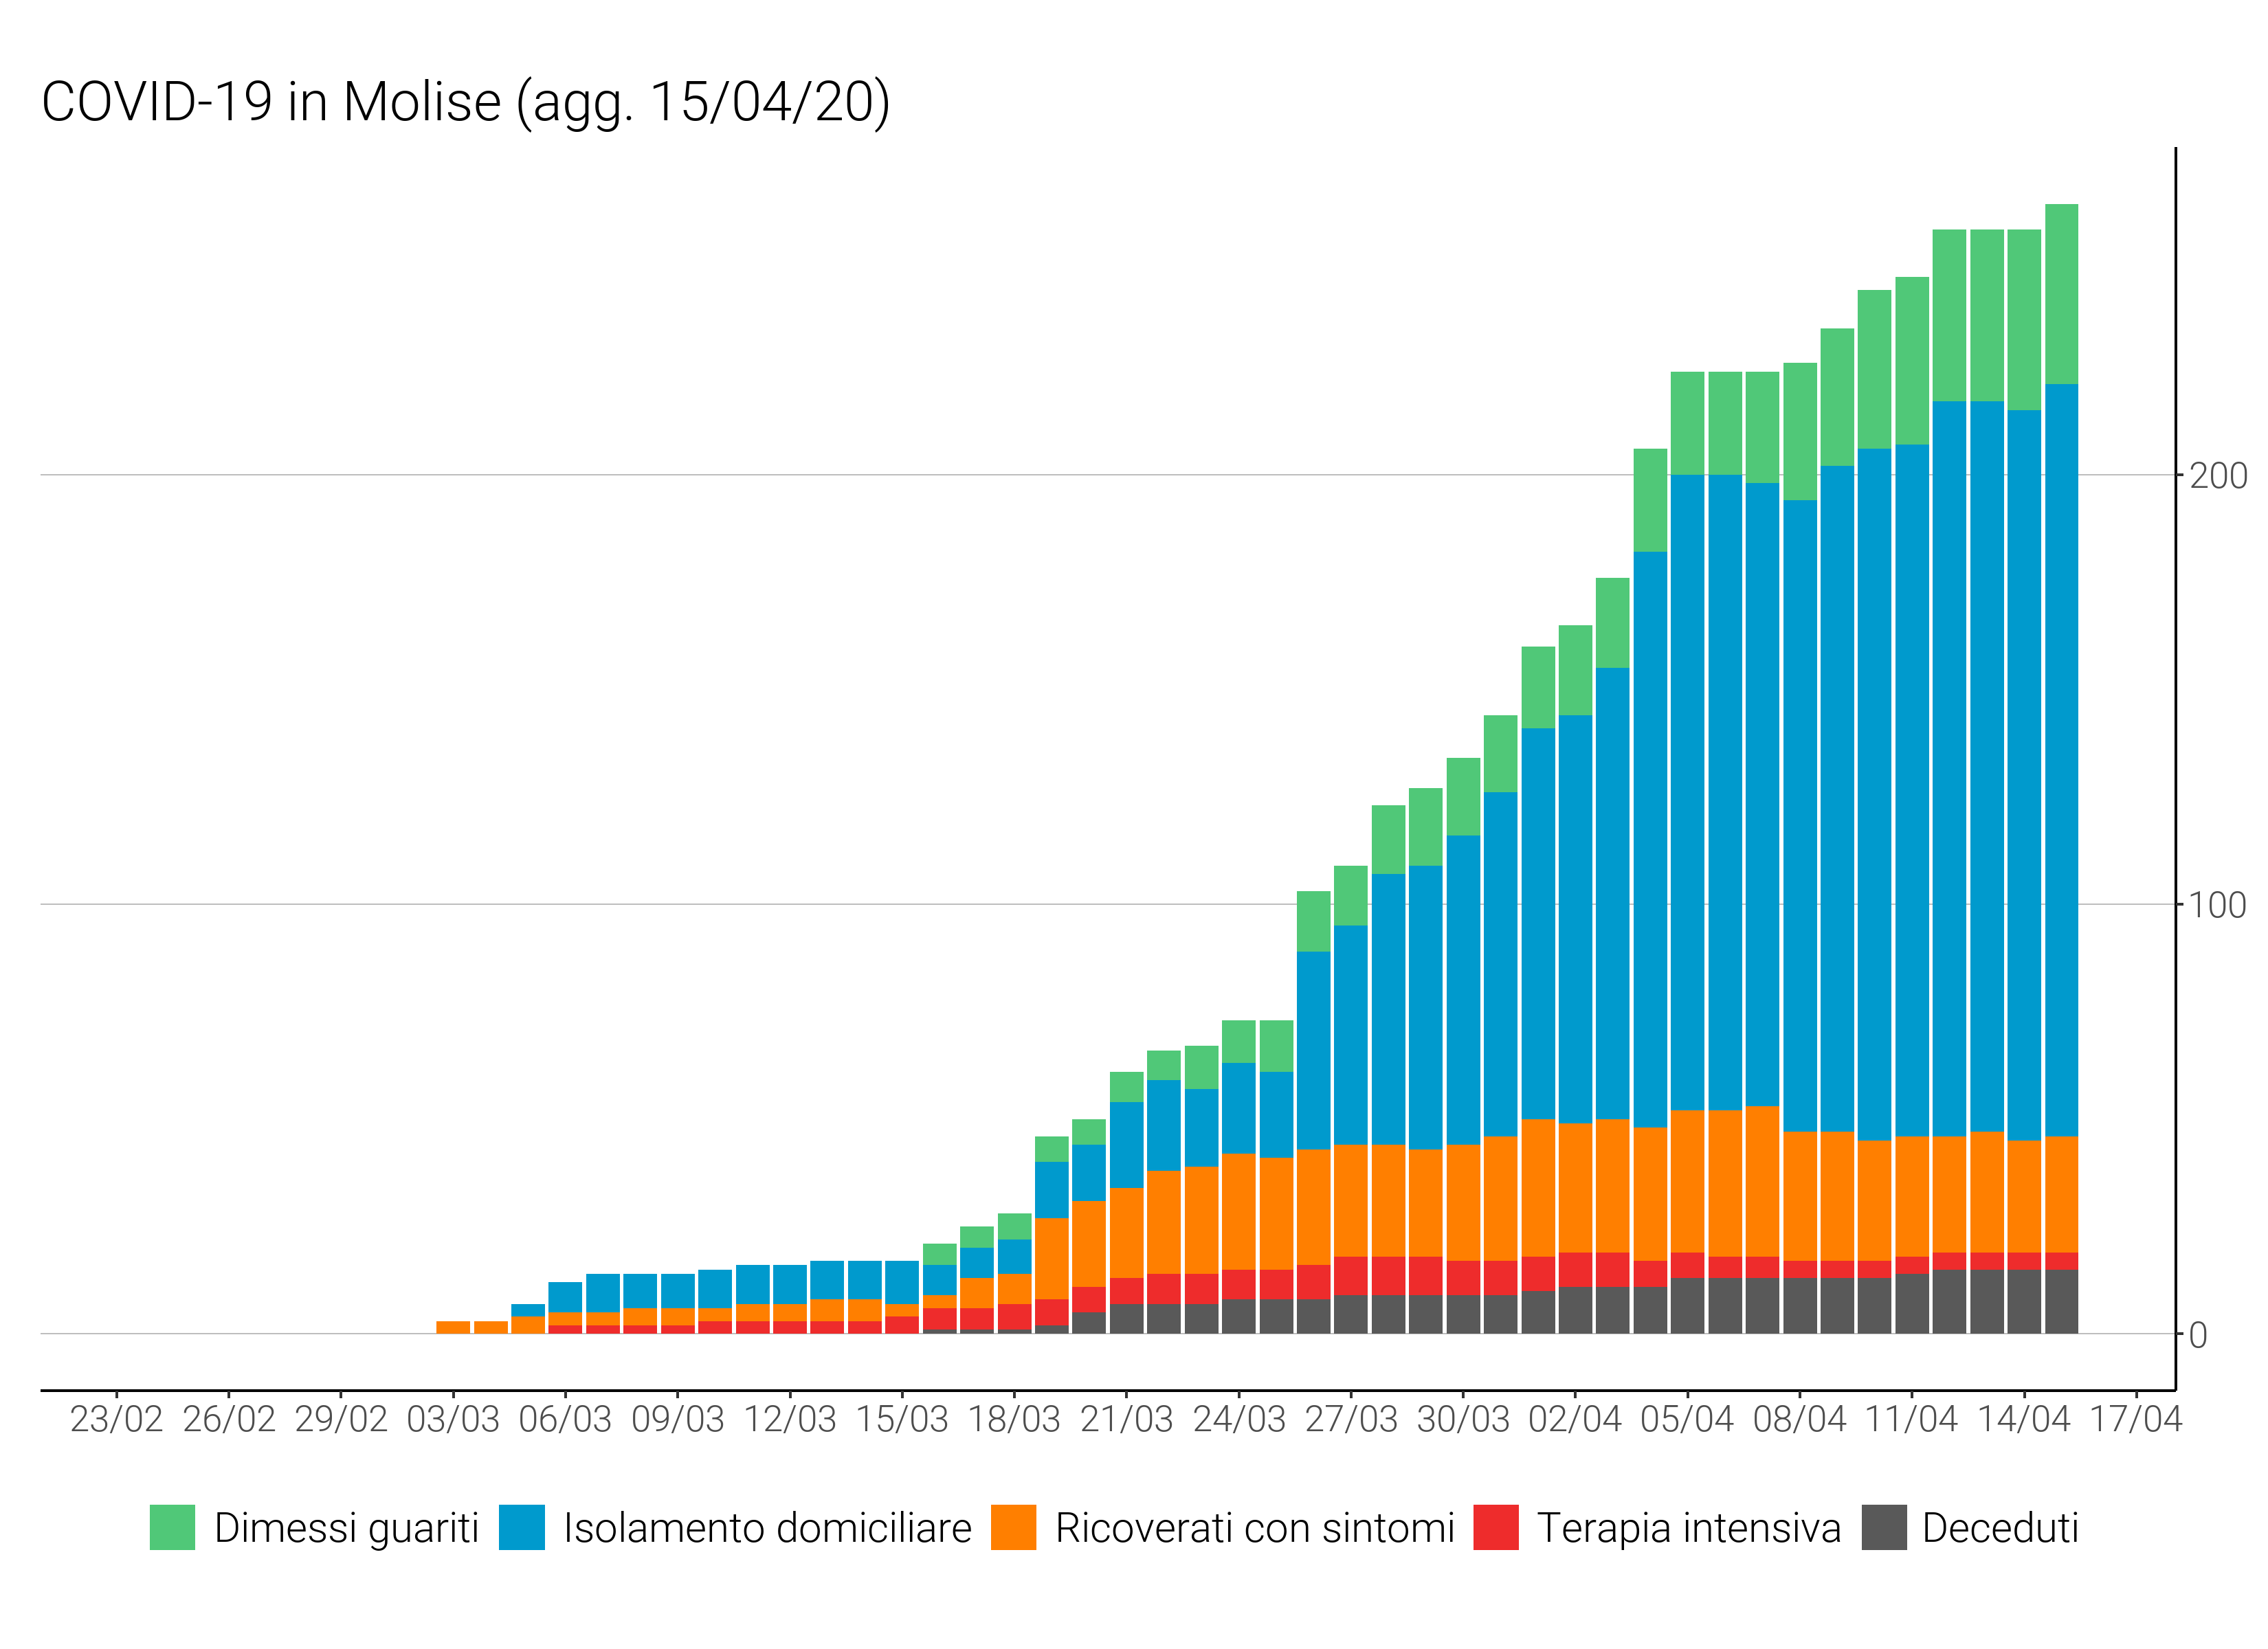 COVID-19 in Molise (agg. 15/04/20)
200
100
0
23/02 26/02 29/02 03/03 06/03 09/03 12/03 15/03 18/03 21/03 24/03 27/03 30/03 02/04 05/04 08/04 11/04 14/04 17/04
Dimessi guariti Isolamento domiciliare Ricoverati con sintomi Terapia intensiva Deceduti